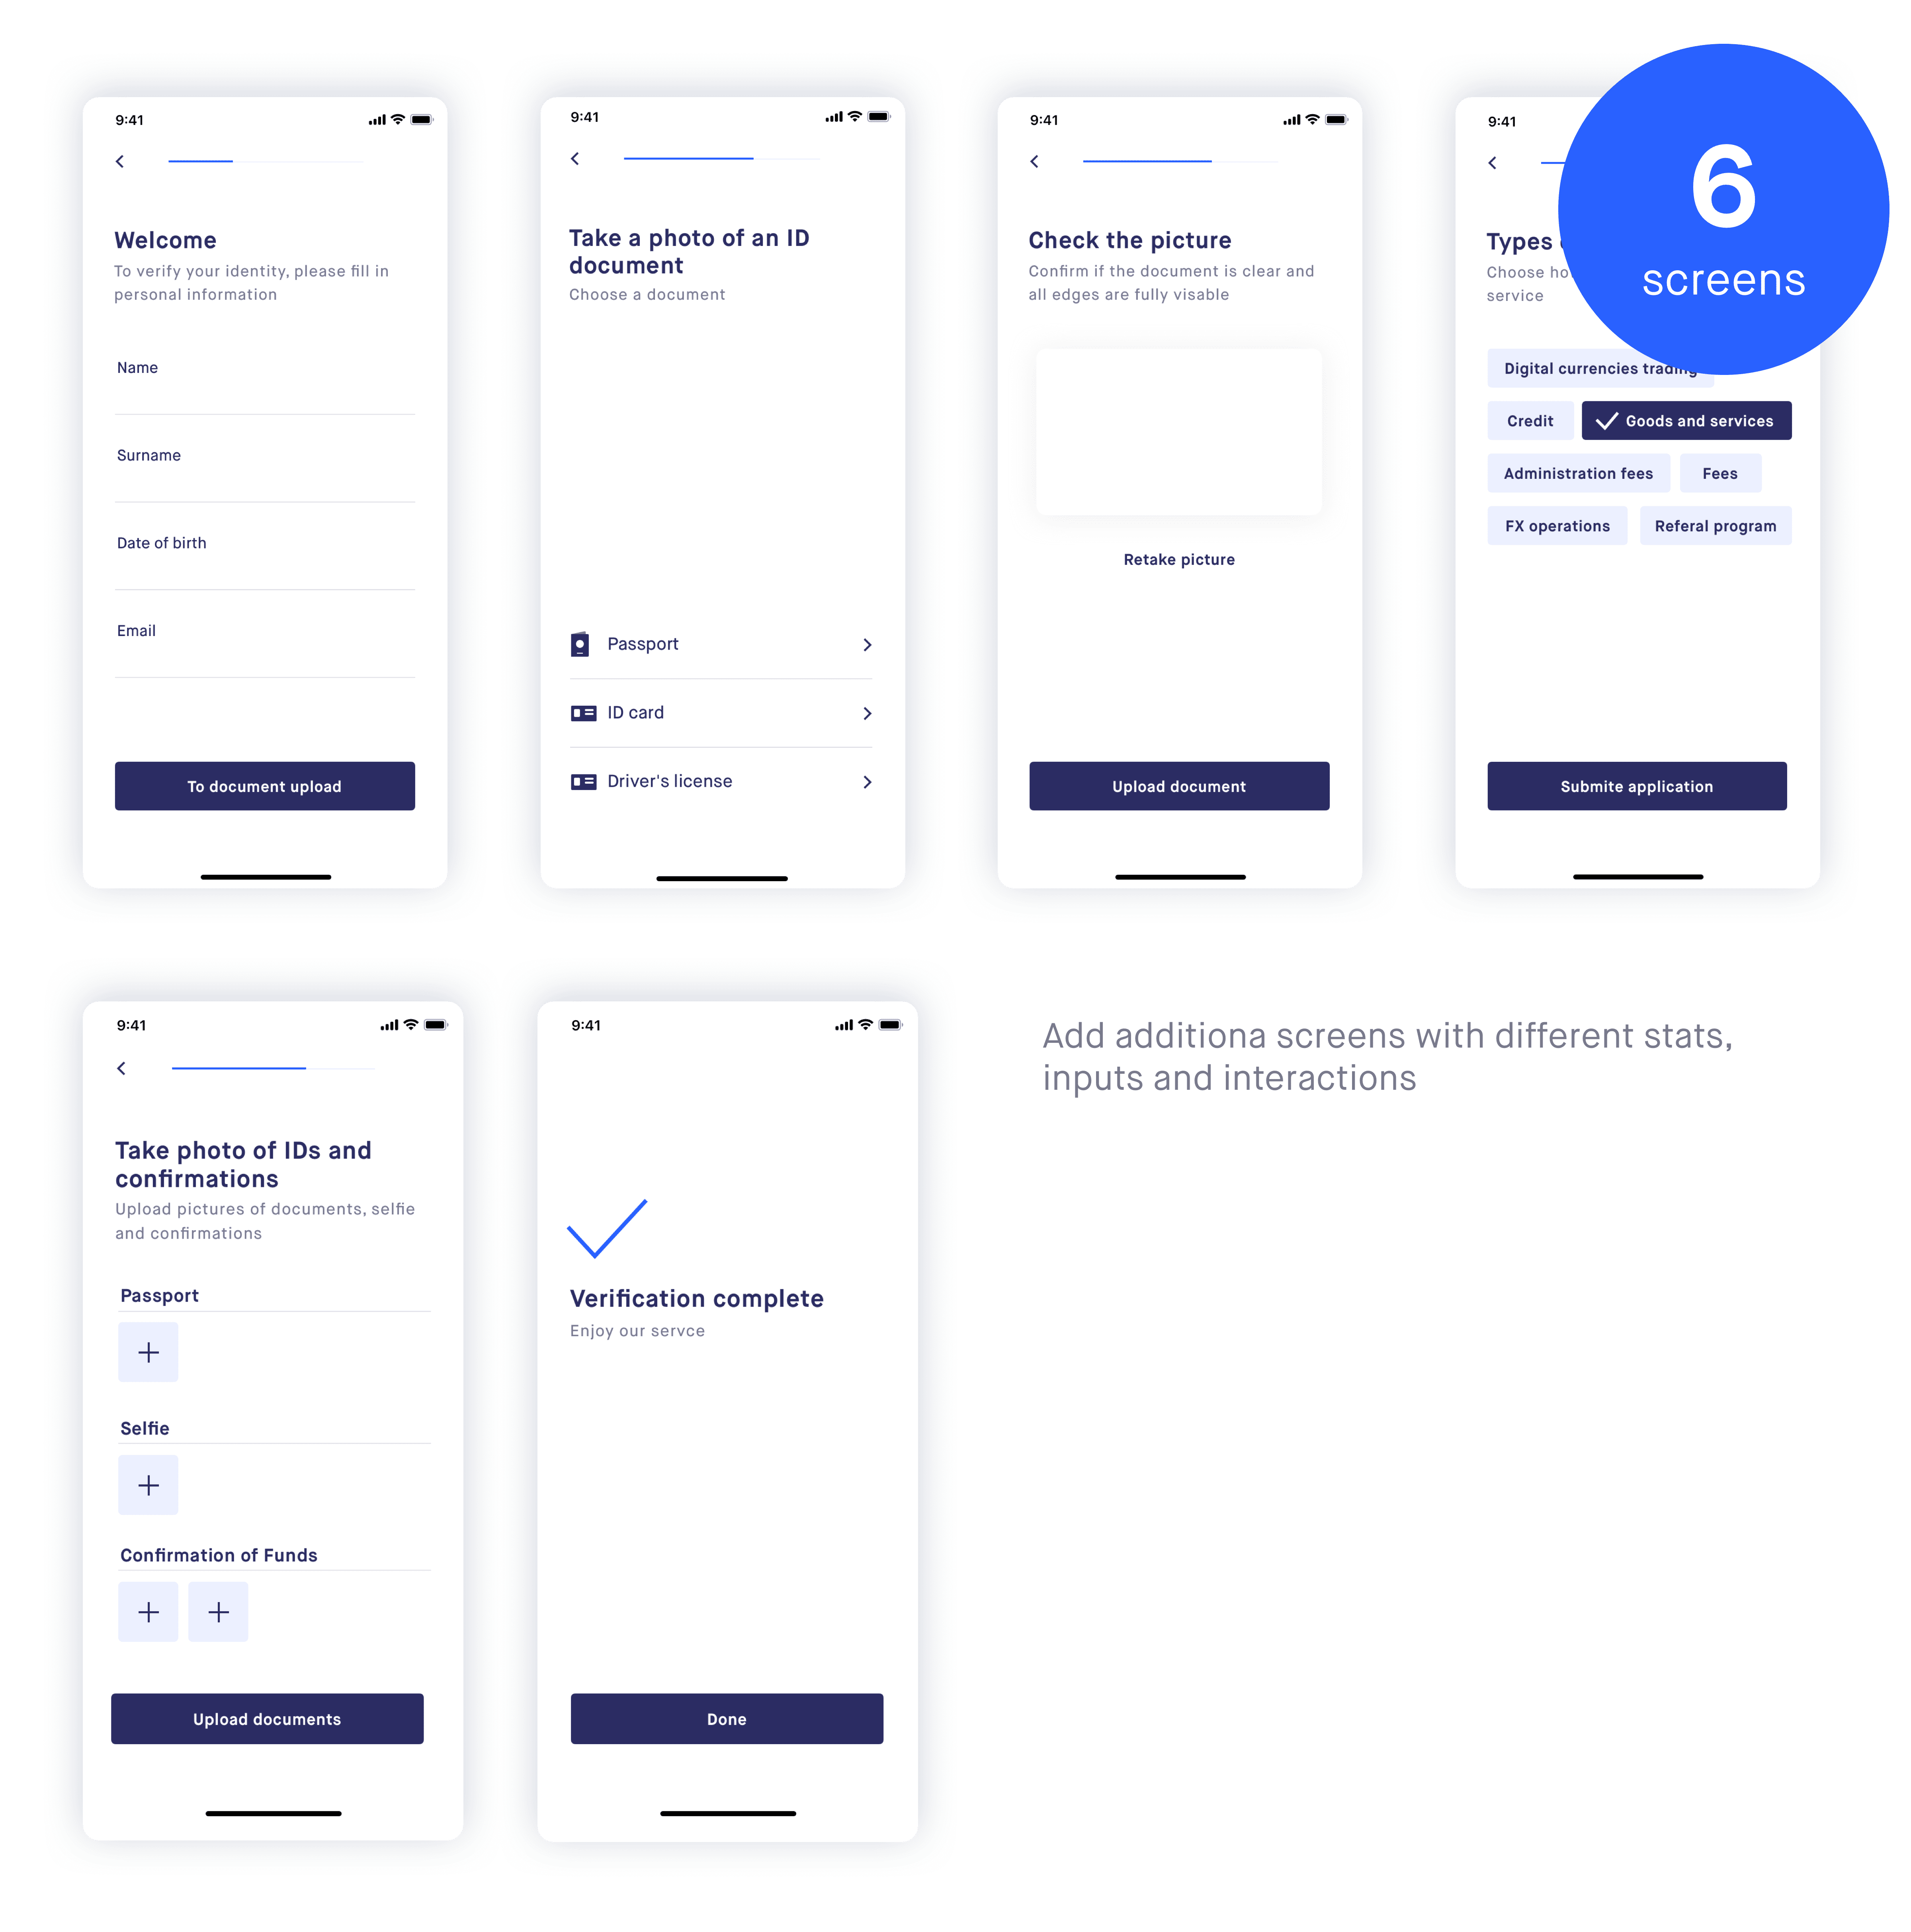 9:41
Welcome
To verify your identity, please fill in
personal information
Name
Surname
Date of birth
Email
To document upload
9:41
Take a photo of an ID
document
Choose a document
Passport
ID card
Driver's license
9:41
Check the picture
Confirm if the document is clear and
all edges are fully visable
Retake picture
Upload document
9:41
Types
Choose
service
6
screens
Digital currencies trading
Credit
Goods and services
Administration fees
Fees
FX operations
Referal program
Submite application
9:41
Take photo of IDs and
confirmations
Upload pictures of documents, selfie
and confirmations
Passport
Selfie
Confirmation of Funds
Upload documents
9:41
Verification complete
Enjoy our servce
Done
Add additiona screens with different stats,
inputs and interactions